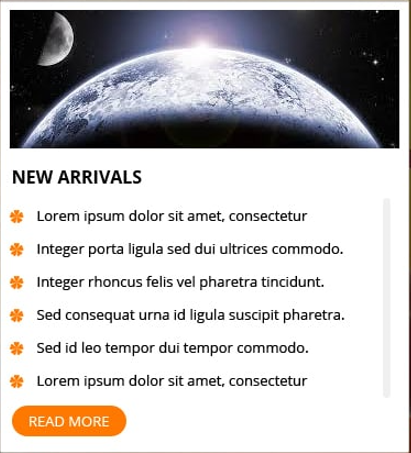 NEW ARRIVALS
Lorem ipsum dolor sit amet, consectetur
Integer porta ligula sed dui ultrices commodo.
Integer rhoncus felis vel pharetra tincidunt.
Sed consequat urna id ligula suscipit pharetra.
Sed id leo tempor dui tempor commodo.
Lorem ipsum dolor sit amet, consectetur
READ MORE